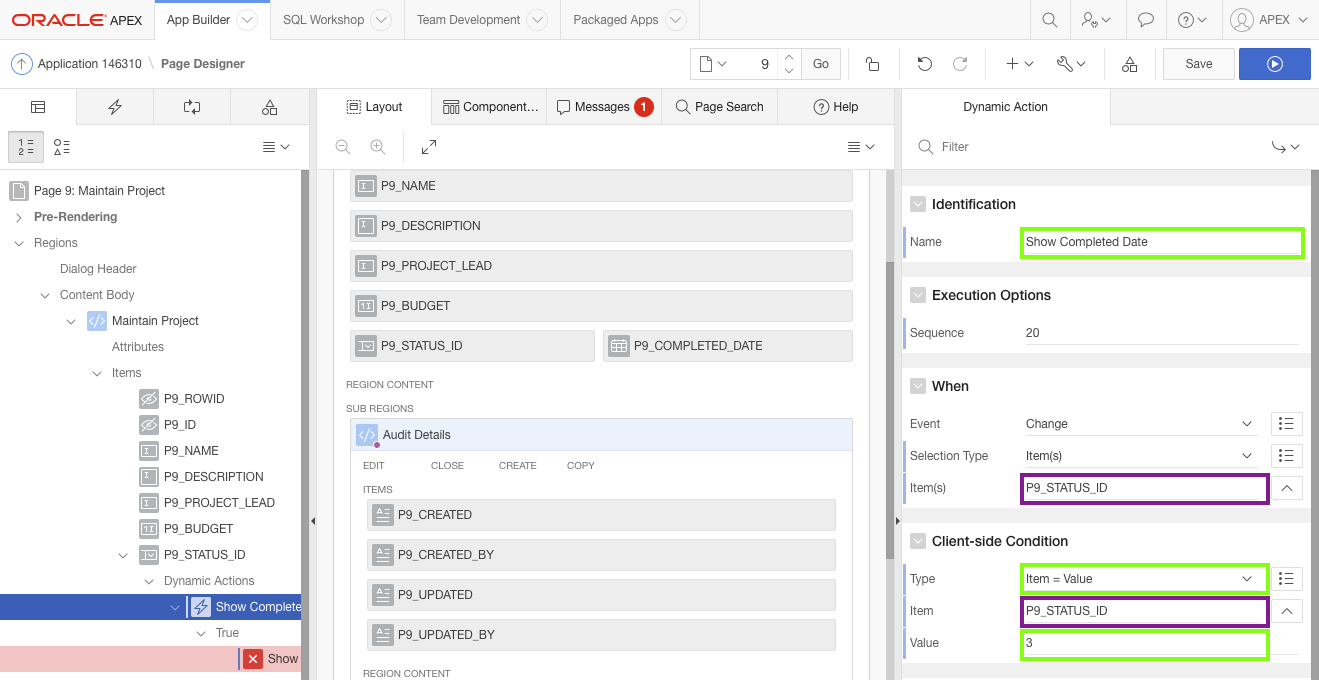 ORACLE APEX
App Builder
SQL Workshop
Team Development
Packaged Apps
APEX
Application 146310 \ Page Designer
9
Go
Save
Layout
Component...
Messages 1
Page Search
Help
Dynamic Action
Filter
Page 9: Maintain Project
Pre-Rendering
Regions
Dialog Header
Content Body
Maintain Project
Attributes
Items
P9_ROWID
P9_ID
P9_NAME
P9_DESCRIPTION
P9_PROJECT_LEAD
P9_BUDGET
P9_STATUS_ID
Dynamic Actions
Show Complete
True
Show
P9_NAME
P9_DESCRIPTION
P9_PROJECT_LEAD
P9_BUDGET
P9_STATUS_ID
P9_COMPLETED_DATE
REGION CONTENT
SUB REGIONS
Audit Details
EDIT CLOSE CREATE COPY
ITEMS
P9_CREATED
P9_CREATED_BY
P9_UPDATED
P9_UPDATED_BY
REGION CONTENT
Identification
Name Show Completed Date
Execution Options
Sequence 20
When
Event Change
Selection Type Item(s)
Item(s) P9_STATUS_ID
Client-side Condition
Type Item = Value
Item P9_STATUS_ID
Value 3